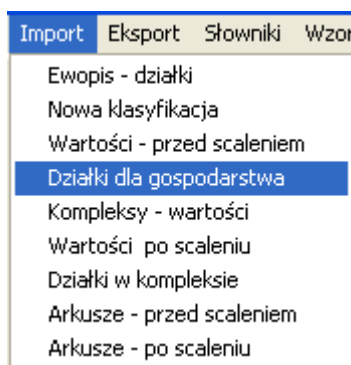 Import Eksport Słowniki
Ewopis - działki
Nowa klasyfikacja
Wartości - przed scaleniem
Działki dla gospodarstwa
Kompleksy - wartości
Wartości po scaleniu
Działki w kompleksie
Arkusze - przed scaleniem
Arkusze - po scaleniu